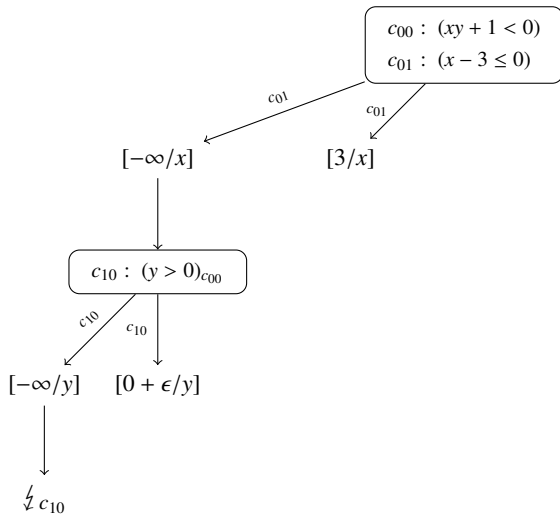 c₀₀ : (xy + 1 < 0)
c₀₁ : (x − 3 ≤ 0)
c₀₁
c₀₁
[−∞/x]
[3/x]
c₁₀ : (y > 0)c₀₀
c₁₀
c₁₀
[−∞/y]
[0 + ϵ/y]
↯ c₁₀